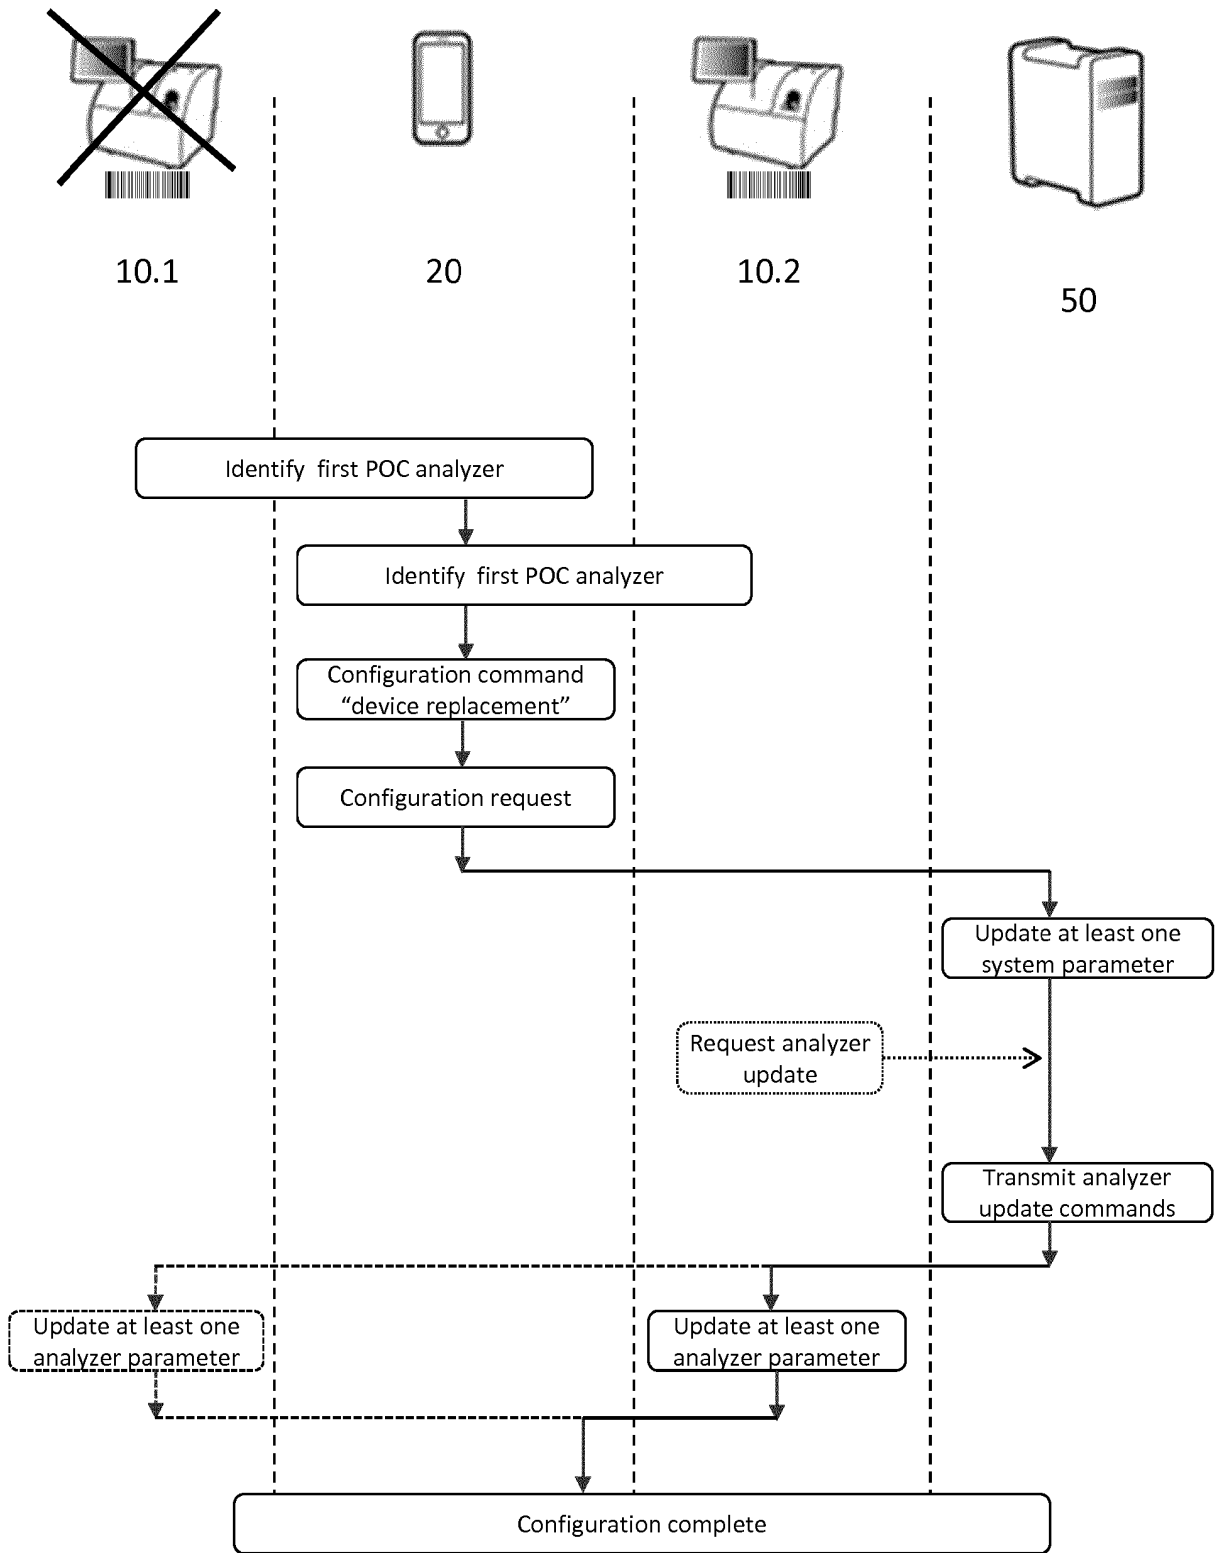 10.1
20
10.2
50
Identify first POC analyzer
Identify first POC analyzer
Configuration command
“device replacement”
Configuration request
Update at least one
system parameter
Request analyzer
update
Transmit analyzer
update commands
Update at least one
analyzer parameter
Update at least one
analyzer parameter
Configuration complete